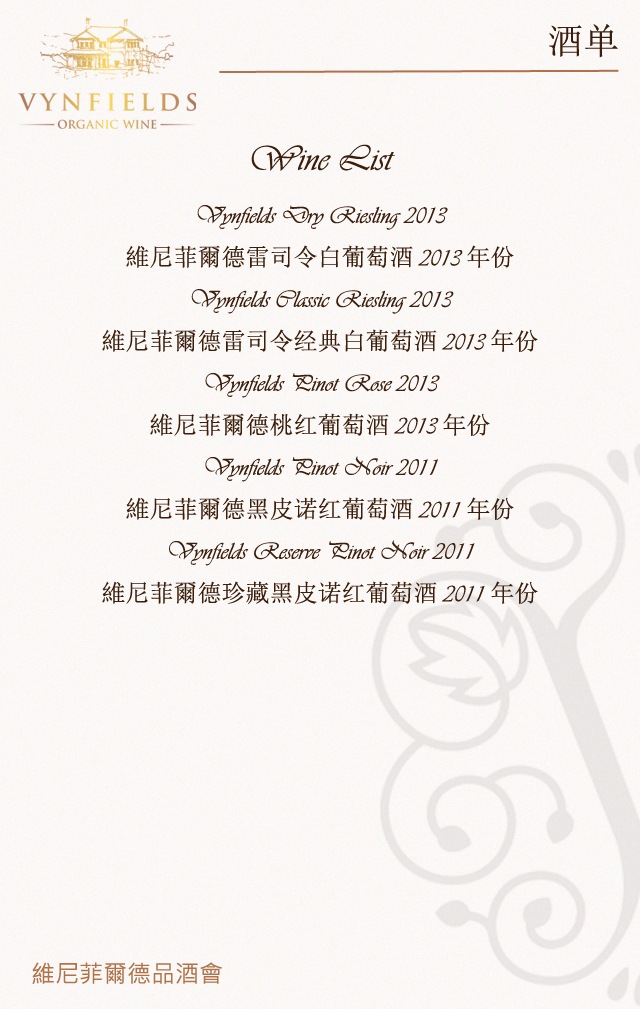 VYNFIELDS
ORGANIC WINE
酒单
Wine List
Vynfields Dry Riesling 2013
維尼菲爾德雷司令白葡萄酒 2013 年份
Vynfields Classic Riesling 2013
維尼菲爾德雷司令经典白葡萄酒 2013 年份
Vynfields Pinot Rose 2013
維尼菲爾德桃红葡萄酒 2013 年份
Vynfields Pinot Noir 2011
維尼菲爾德黑皮诺红葡萄酒 2011 年份
Vynfields Reserve Pinot Noir 2011
維尼菲爾德珍藏黑皮诺红葡萄酒 2011 年份
維尼菲爾德品酒會